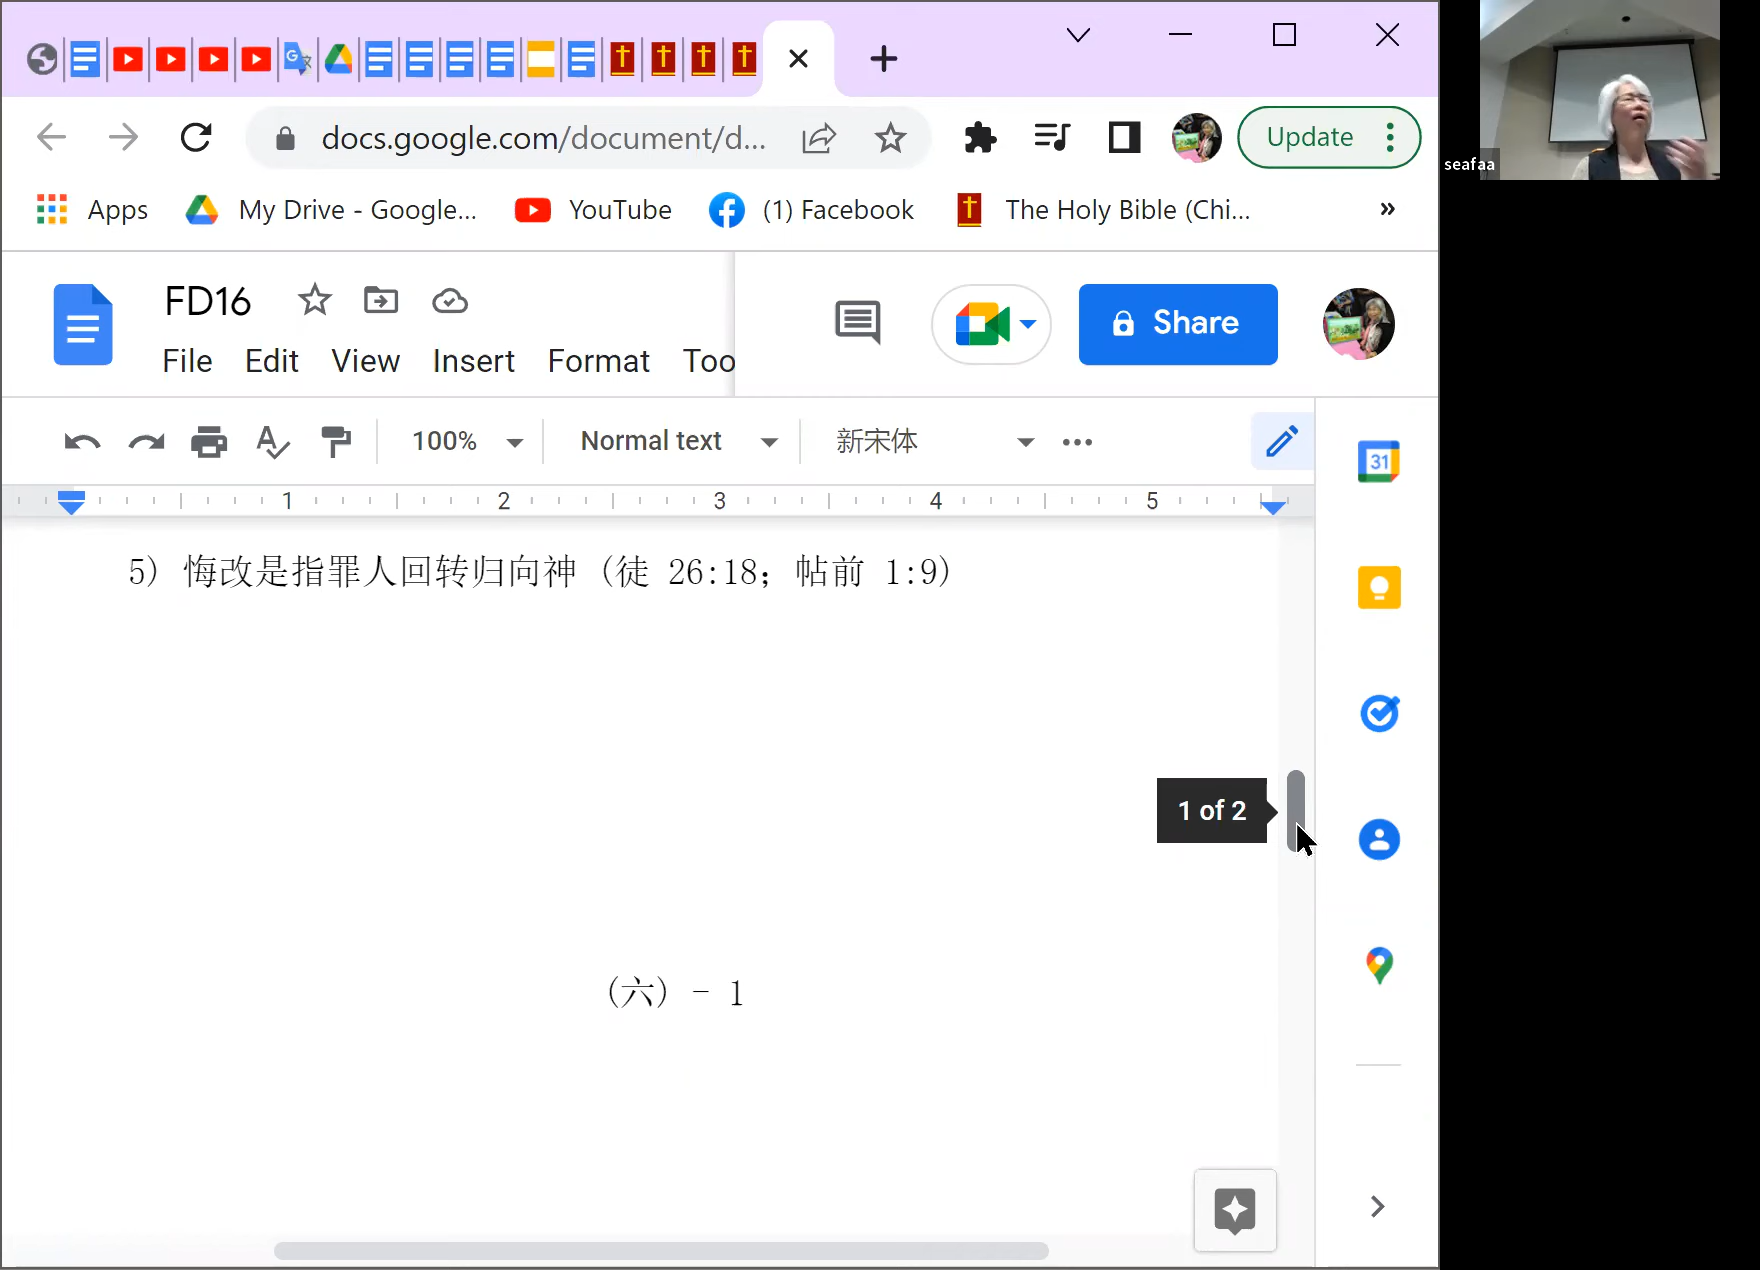 docs.google.com/document/d...
Update
Apps
My Drive - Google...
YouTube
(1) Facebook
The Holy Bible (Chi...
»
seafaa
FD16
File Edit View Insert Format Too
Share
100%
Normal text
新宋体
31
1 2 3 4 5
5) 悔改是指罪人回转归向神 (徒 26:18; 帖前 1:9)
1 of 2
(六) - 1